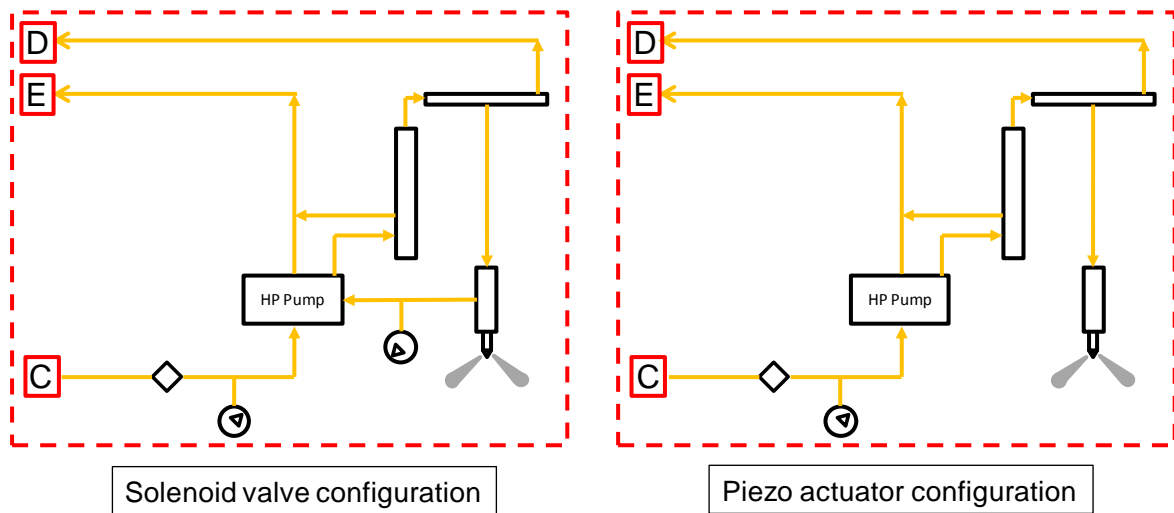 D
E
HP Pump
C
Solenoid valve configuration
D
E
HP Pump
C
Piezo actuator configuration